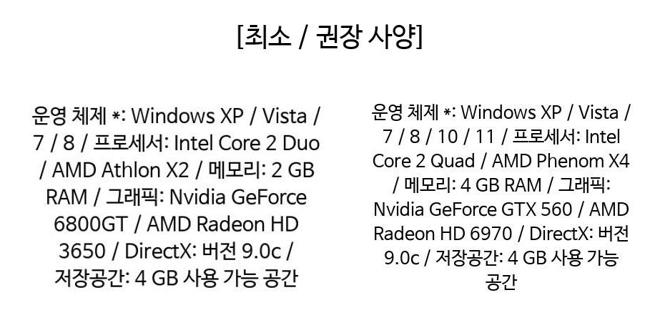 [최소 / 권장 사양]
운영 체제 *: Windows XP / Vista /
7 / 8 / 프로세서: Intel Core 2 Duo
/ AMD Athlon X2 / 메모리: 2 GB
RAM / 그래픽: Nvidia GeForce
6800GT / AMD Radeon HD
3650 / DirectX: 버전 9.0c /
저장공간: 4 GB 사용 가능 공간
운영 체제 *: Windows XP / Vista /
7 / 8 / 10 / 11 / 프로세서: Intel
Core 2 Quad / AMD Phenom X4
/ 메모리: 4 GB RAM / 그래픽:
Nvidia GeForce GTX 560 / AMD
Radeon HD 6970 / DirectX: 버전
9.0c / 저장공간: 4 GB 사용 가능
공간